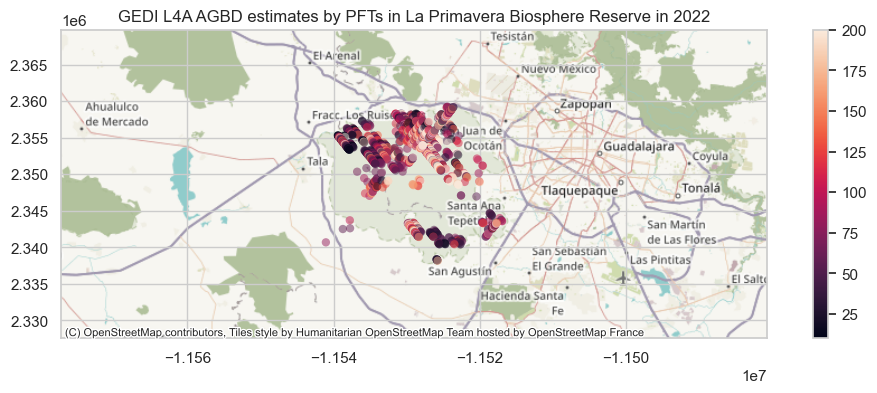 GEDI L4A AGBD estimates by PFTs in La Primavera Biosphere Reserve in 2022
1e6
2.365
2.360
2.355
2.350
2.345
2.340
2.335
2.330
Tesistán
El Arenal
Nuevo México
Ahualulco
de Mercado
Zapopan
Fracc. Los Ruise
Juan de
Ocotán
Guadalajara
Coyula
Tala
Tlaquepaque
Tonalá
Santa Ana
Tepeti
San Martin
de Las Flores
San Sebastián
El Grande
Las Pintitas
San Agustín
El Salto
Hacienda Santa
Fe
(C) OpenStreetMap contributors, Tiles style by Humanitarian OpenStreetMap Team hosted by OpenStreetMap France
−1.156
−1.154
−1.152
−1.150
1e7
200
175
150
125
100
75
50
25